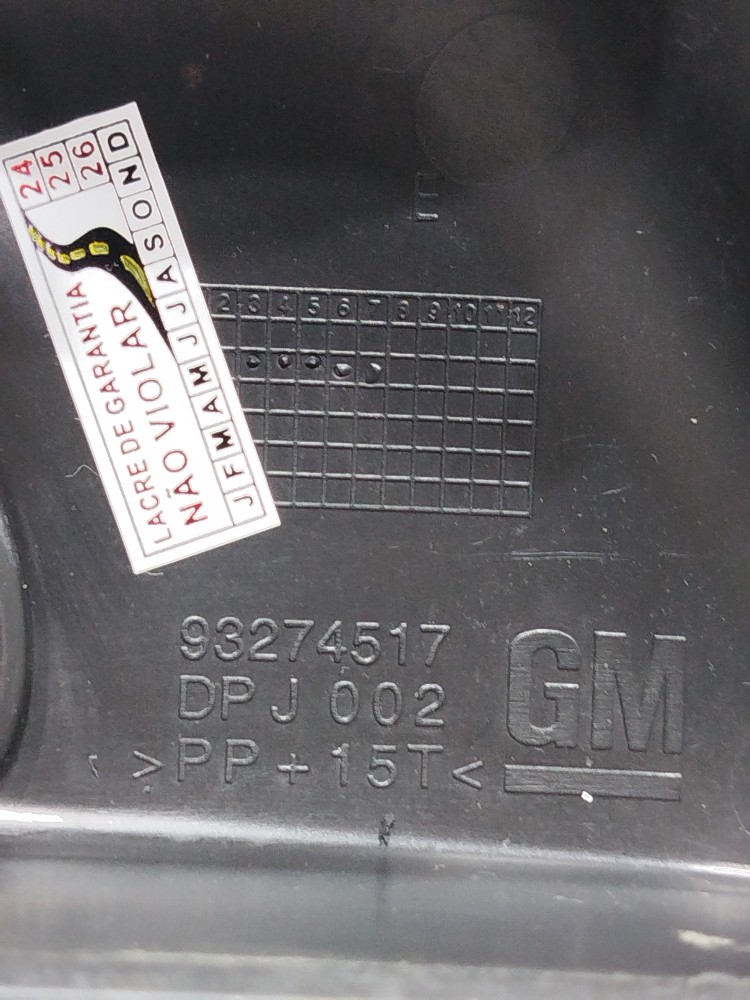 24
25
26
LACRE DE GARANTIA
NÃO VIOLAR
J F M A M J J A S O N D
E
2 3 4 5 6 7 8 9 10 11 12
93274517
DPJ 002
>PP+15T<
GM